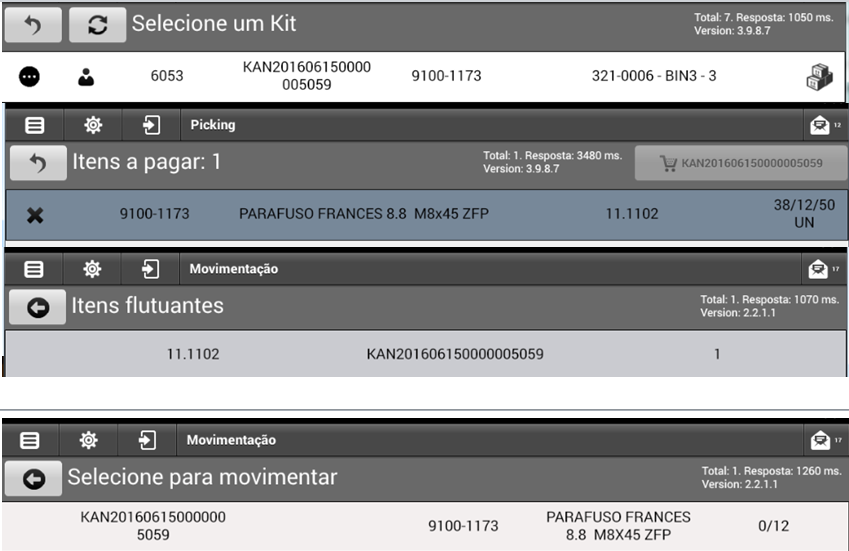 Selecione um Kit
Total: 7. Resposta: 1050 ms.
Version: 3.9.8.7
6053
KAN201606150000
005059
9100-1173
321-0006 - BIN3 - 3
Picking
12
Itens a pagar: 1
Total: 1. Resposta: 3480 ms.
Version: 3.9.8.7
KAN201606150000005059
9100-1173
PARAFUSO FRANCES 8.8 M8x45 ZFP
11.1102
38/12/50
UN
Movimentação
17
Itens flutuantes
Total: 1. Resposta: 1070 ms.
Version: 2.2.1.1
11.1102
KAN201606150000005059
1
Movimentação
17
Selecione para movimentar
Total: 1. Resposta: 1260 ms.
Version: 2.2.1.1
KAN20160615000000
5059
9100-1173
PARAFUSO FRANCES
8.8 M8X45 ZFP
0/12